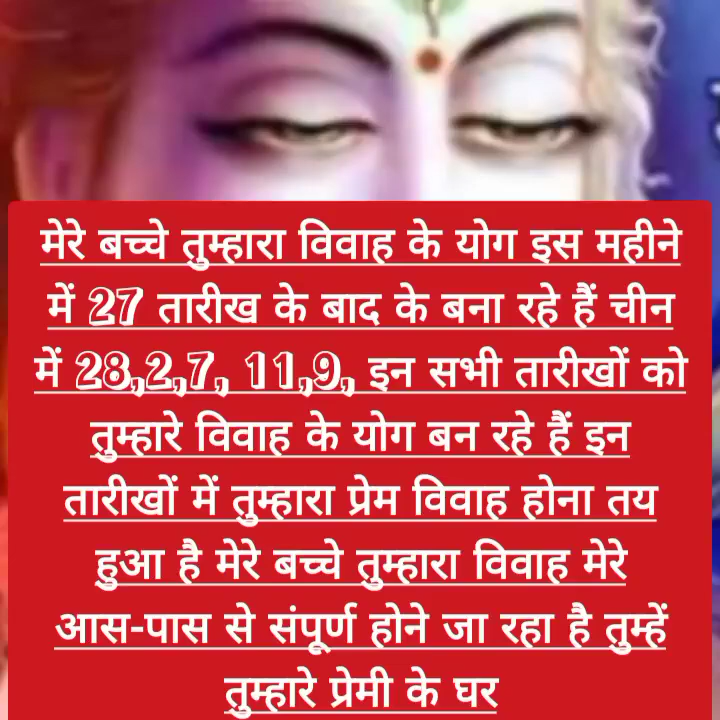 मेरे बच्चे तुम्हारा विवाह के योग इस महीने
में 27 तारीख के बाद के बना रहे हैं चीन
में 28,2,7, 11,9, इन सभी तारीखों को
तुम्हारे विवाह के योग बन रहे हैं इन
तारीखों में तुम्हारा प्रेम विवाह होना तय
हुआ है मेरे बच्चे तुम्हारा विवाह मेरे
आस-पास से संपूर्ण होने जा रहा है तुम्हें
तुम्हारे प्रेमी के घर